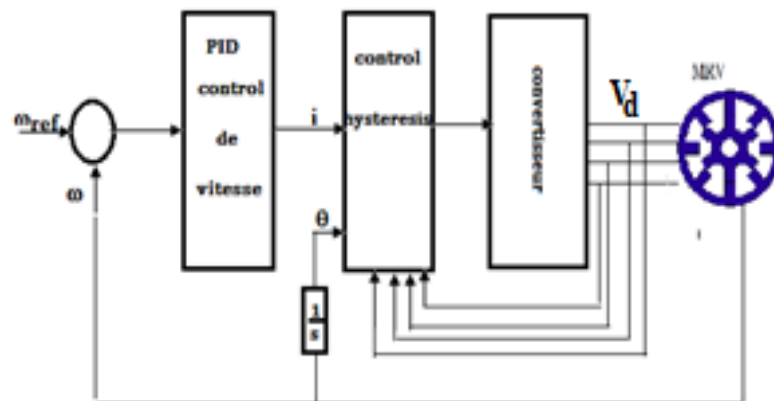 ωref
ω
PID
control
de
vitesse
i
θ
1
s
control
hysteresis
convertisseur
Vd
MRV